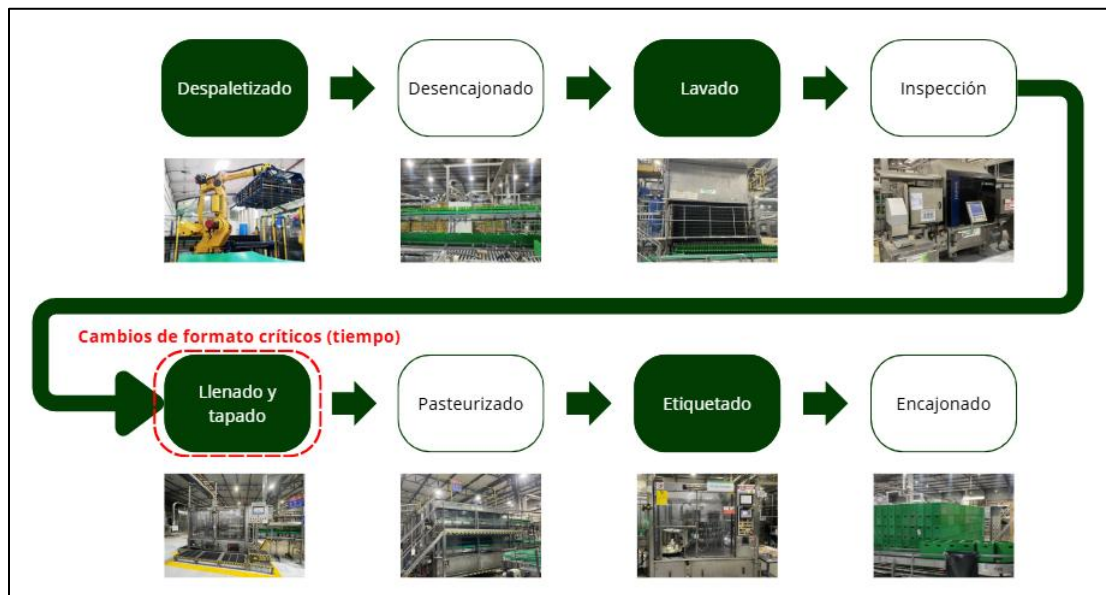 Despaletizado
Desencajonado
Lavado
Inspección
Cambios de formato críticos (tiempo)
Llenado y
tapado
Pasteurizado
Etiquetado
Encajonado